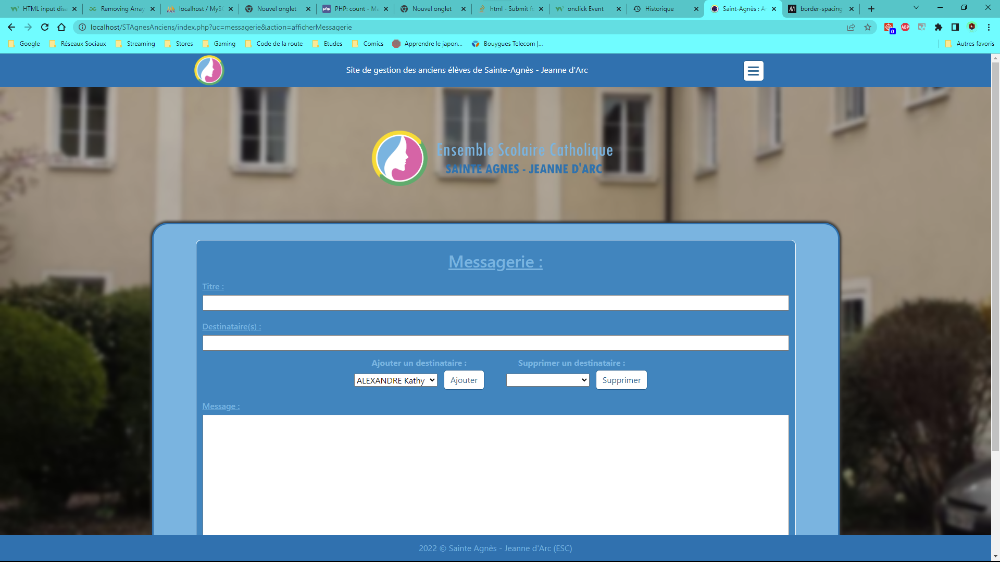 HTML input disa
Removing Array
localhost / MySQ
Nouvel onglet
PHP: count - Ma
Nouvel onglet
html - Submit fo
onclick Event
Historique
Saint-Agnès : A
border-spacing
localhost/STAgnesAnciens/index.php?uc=messagerie&action=afficherMessagerie
ABP
0
Google
Réseaux Sociaux
Streaming
Stores
Gaming
Code de la route
Etudes
Comics
Apprendre le japon...
Bouygues Telecom |...
Autres favoris
Site de gestion des anciens élèves de Sainte-Agnès - Jeanne d'Arc
Ensemble Scolaire Catholique
SAINTE AGNES - JEANNE D'ARC
Messagerie :
Titre :
Destinataire(s) :
Ajouter un destinataire :
Supprimer un destinataire :
ALEXANDRE Kathy
Ajouter
Supprimer
Message :
2022 © Sainte Agnès - Jeanne d'Arc (ESC)